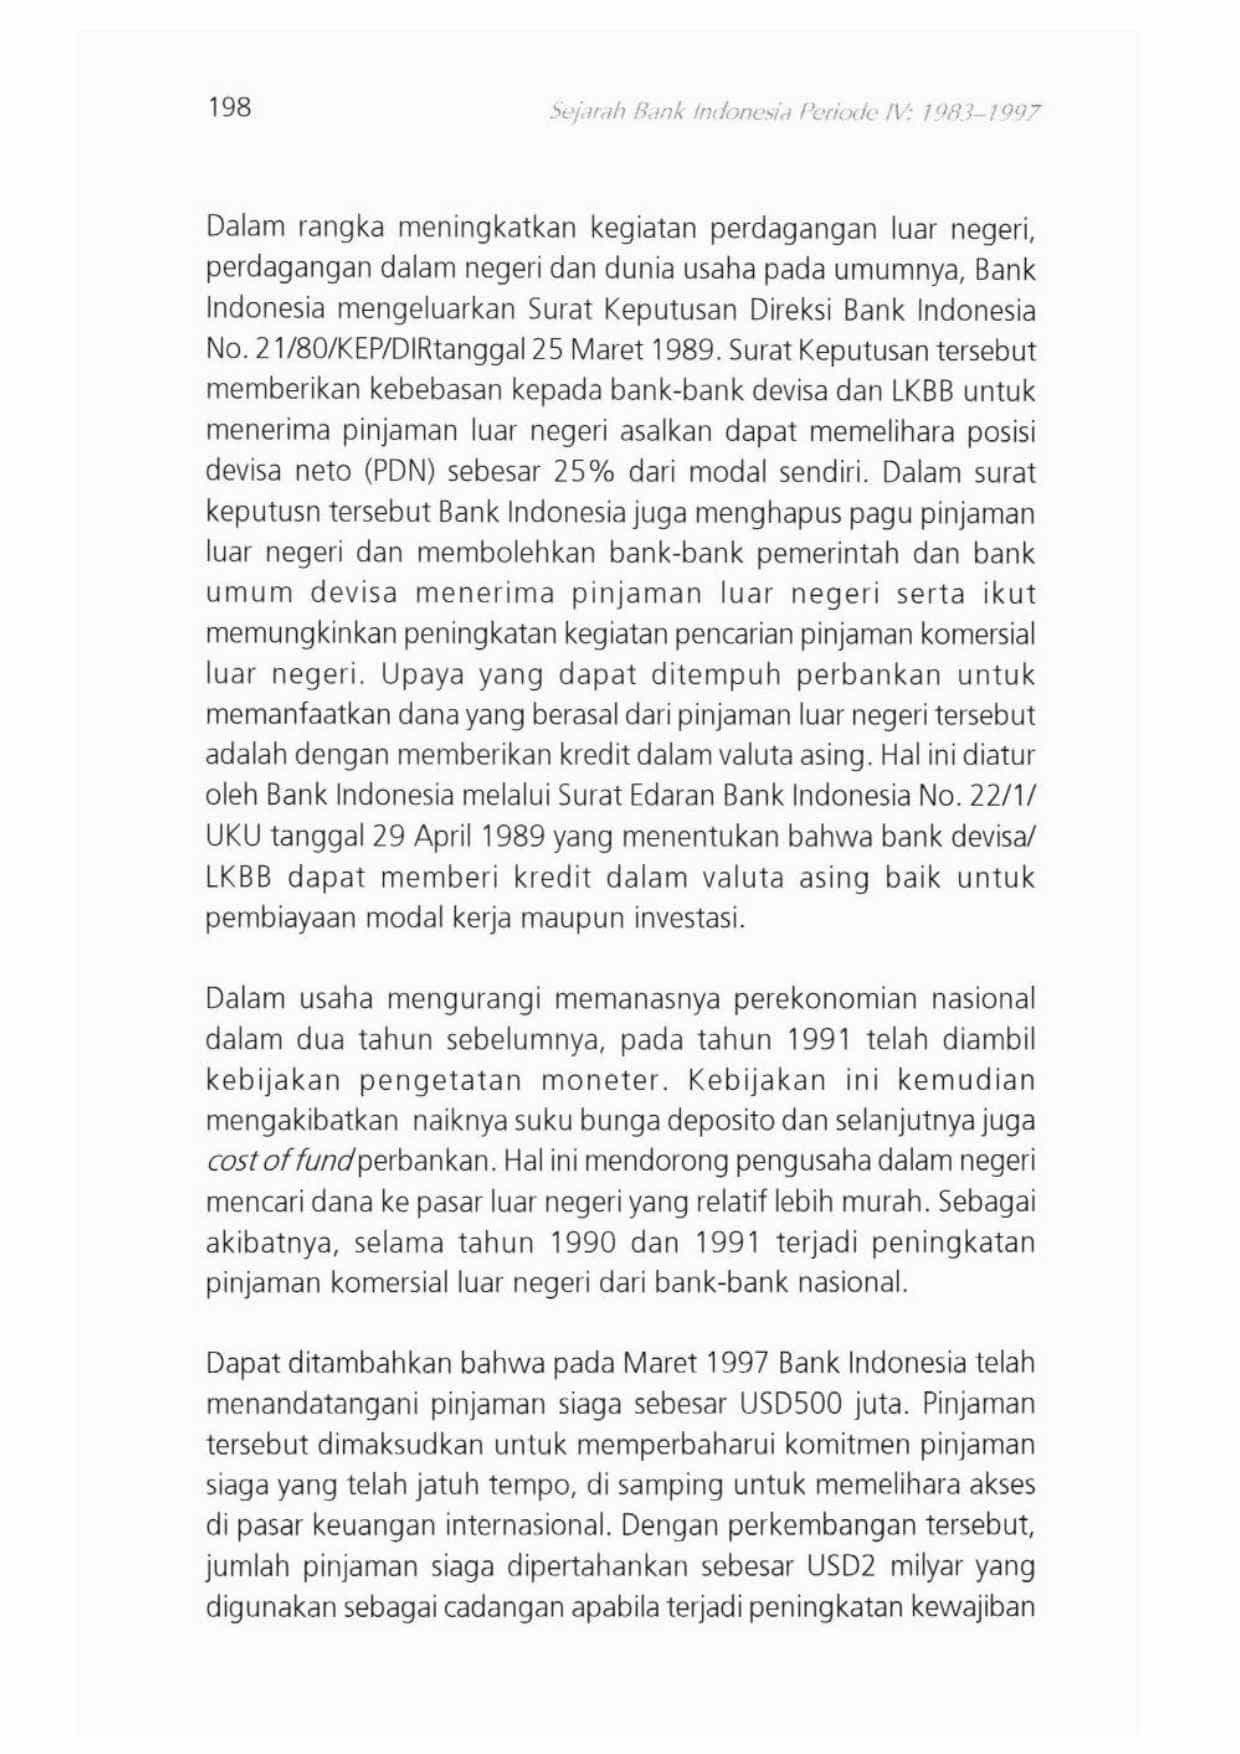 198
Sejarah Bank Indonesia Periode IV: 1983–1997
Dalam rangka meningkatkan kegiatan perdagangan luar negeri,
perdagangan dalam negeri dan dunia usaha pada umumnya, Bank
Indonesia mengeluarkan Surat Keputusan Direksi Bank Indonesia
No. 21/80/KEP/DIRtanggal 25 Maret 1989. Surat Keputusan tersebut
memberikan kebebasan kepada bank-bank devisa dan LKBB untuk
menerima pinjaman luar negeri asalkan dapat memelihara posisi
devisa neto (PDN) sebesar 25% dari modal sendiri. Dalam surat
keputusn tersebut Bank Indonesia juga menghapus pagu pinjaman
luar negeri dan membolehkan bank-bank pemerintah dan bank
umum devisa menerima pinjaman luar negeri serta ikut
memungkinkan peningkatan kegiatan pencarian pinjaman komersial
luar negeri. Upaya yang dapat ditempuh perbankan untuk
memanfaatkan dana yang berasal dari pinjaman luar negeri tersebut
adalah dengan memberikan kredit dalam valuta asing. Hal ini diatur
oleh Bank Indonesia melalui Surat Edaran Bank Indonesia No. 22/1/
UKU tanggal 29 April 1989 yang menentukan bahwa bank devisa/
LKBB dapat memberi kredit dalam valuta asing baik untuk
pembiayaan modal kerja maupun investasi.
Dalam usaha mengurangi memanasnya perekonomian nasional
dalam dua tahun sebelumnya, pada tahun 1991 telah diambil
kebijakan pengetatan moneter. Kebijakan ini kemudian
mengakibatkan naiknya suku bunga deposito dan selanjutnya juga
cost of fund perbankan. Hal ini mendorong pengusaha dalam negeri
mencari dana ke pasar luar negeri yang relatif lebih murah. Sebagai
akibatnya, selama tahun 1990 dan 1991 terjadi peningkatan
pinjaman komersial luar negeri dari bank-bank nasional.
Dapat ditambahkan bahwa pada Maret 1997 Bank Indonesia telah
menandatangani pinjaman siaga sebesar USD500 juta. Pinjaman
tersebut dimaksudkan untuk memperbaharui komitmen pinjaman
siaga yang telah jatuh tempo, di samping untuk memelihara akses
di pasar keuangan internasional. Dengan perkembangan tersebut,
jumlah pinjaman siaga dipertahankan sebesar USD2 milyar yang
digunakan sebagai cadangan apabila terjadi peningkatan kewajiban